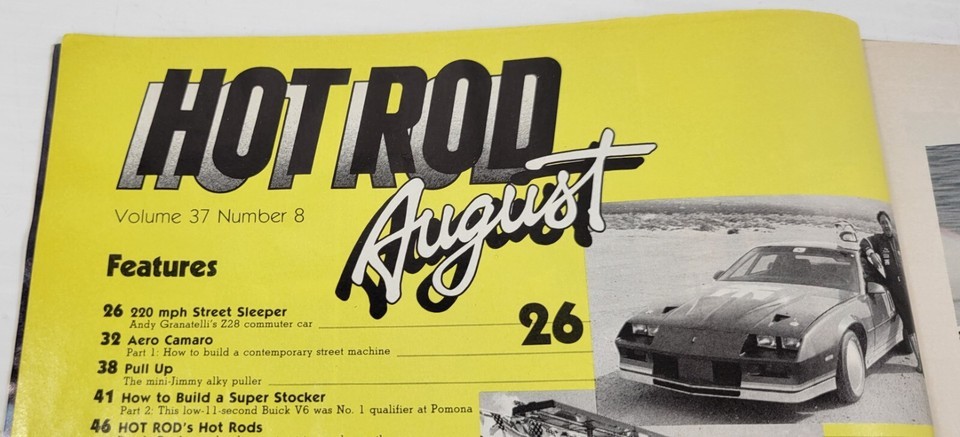 HOT ROD
August
Volume 37 Number 8
Features
26 220 mph Street Sleeper
Andy Granatelli's Z28 commuter car
32 Aero Camaro
Part 1: How to build a contemporary street machine
38 Pull Up
The mini-Jimmy alky puller
41 How to Build a Super Stocker
Part 2: This low-11-second Buick V6 was No. 1 qualifier at Pomona
46 HOT ROD's Hot Rods
26